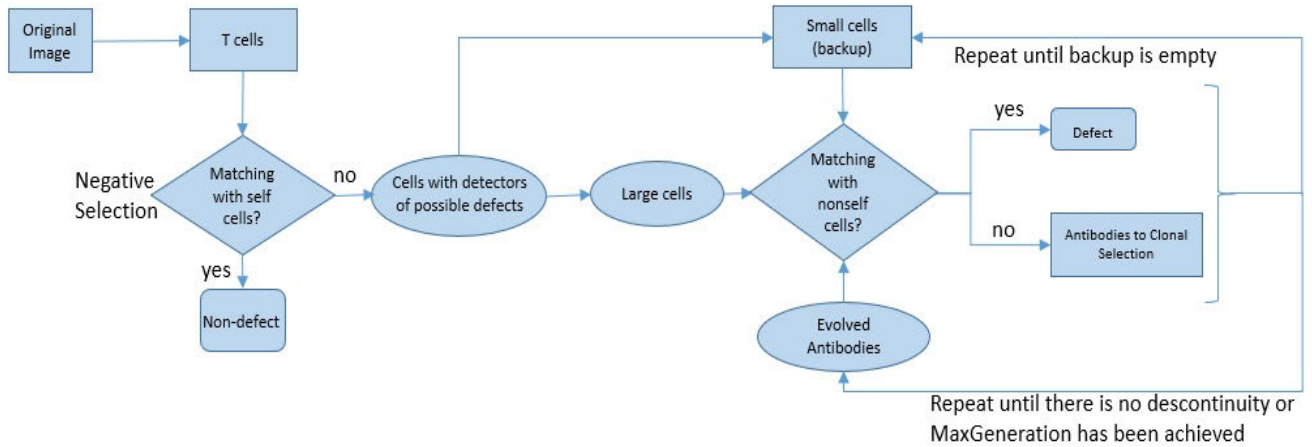 Original
Image
T cells
Small cells
(backup)
Repeat until backup is empty
Negative
Selection
Matching
with self
cells?
no
Cells with detectors
of possible defects
Large cells
Matching
with
nonself
cells?
yes
Defect
no
Antibodies to Clonal
Selection
yes
Non-defect
Evolved
Antibodies
Repeat until there is no descontinuity or
MaxGeneration has been achieved